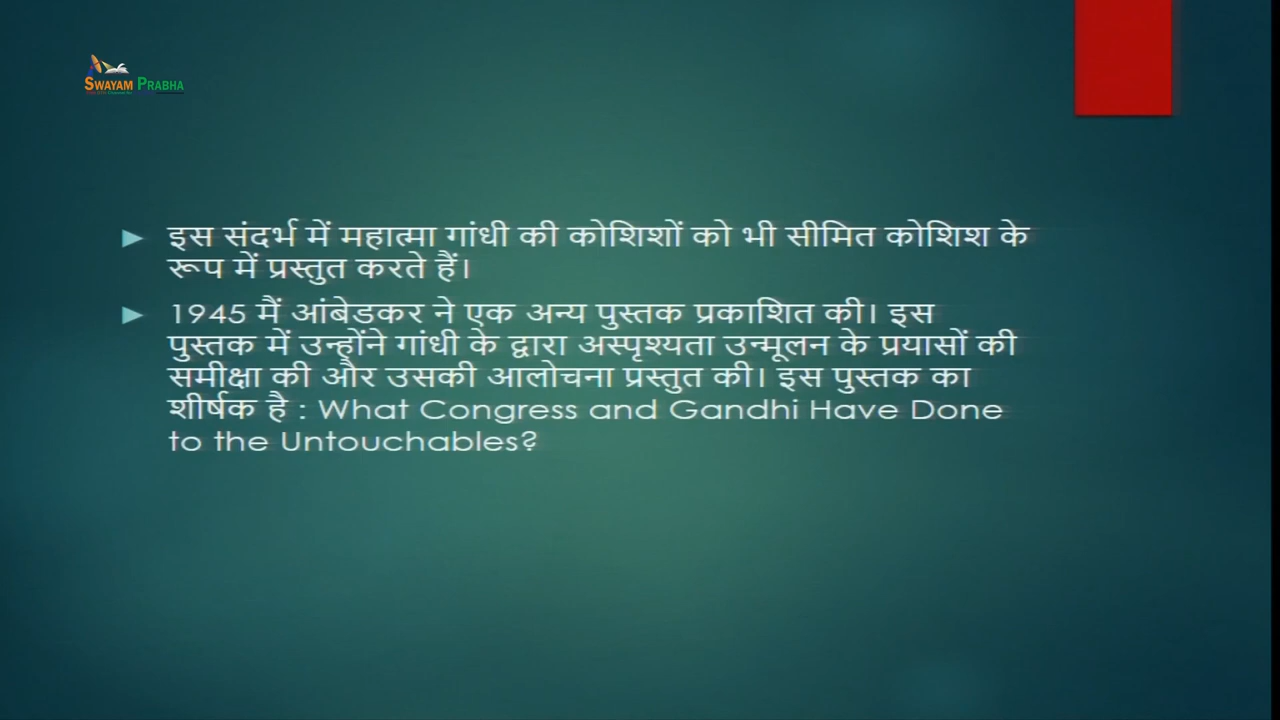 SWAYAM PRABHA
इस संदर्भ में महात्मा गांधी की कोशिशों को भी सीमित कोशिश के
रूप में प्रस्तुत करते हैं।
1945 मैं आंबेडकर ने एक अन्य पुस्तक प्रकाशित की। इस
पुस्तक में उन्होंने गांधी के द्वारा अस्पृश्यता उन्मूलन के प्रयासों की
समीक्षा की और उसकी आलोचना प्रस्तुत की। इस पुस्तक का
शीर्षक है : What Congress and Gandhi Have Done
to the Untouchables?